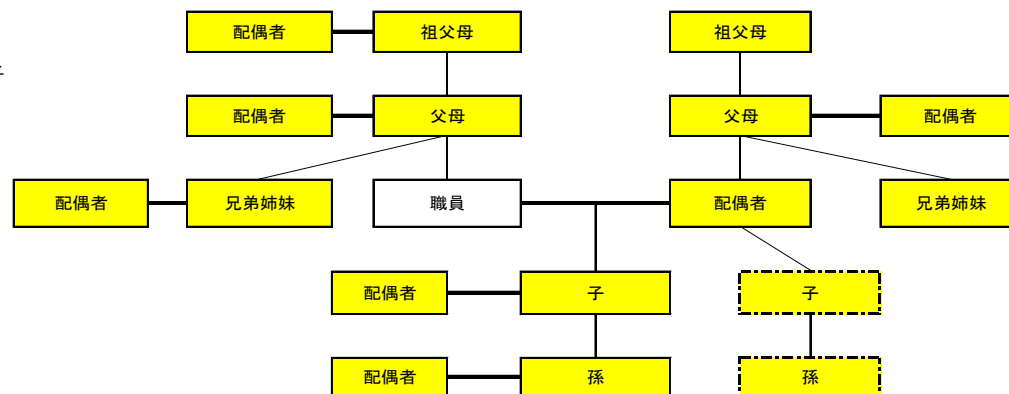 配偶者 祖父母 祖父母
配偶者 父母 父母 配偶者
配偶者 兄弟姉妹 職員 配偶者 兄弟姉妹
配偶者 子 子
配偶者 孫 孫